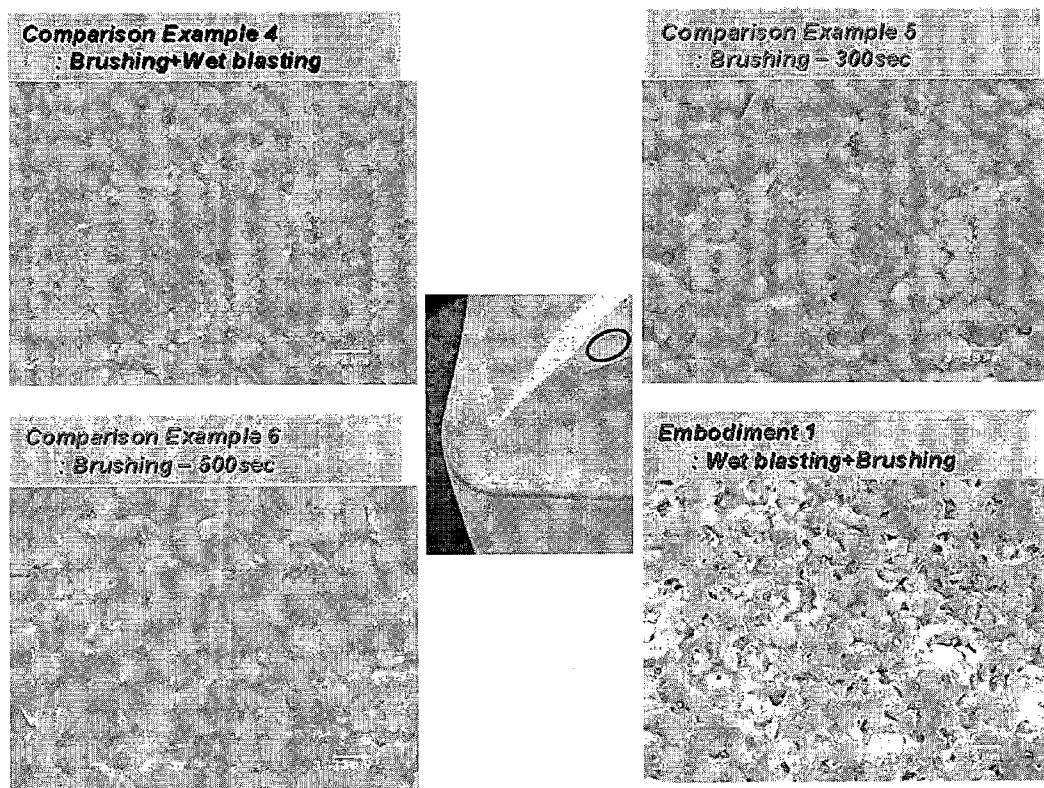 Comparison Example 4
: Brushing+Wet blasting
Comparison Example 5
: Brushing – 300sec
Comparison Example 6
: Brushing – 500sec
Embodiment 1
: Wet blasting+Brushing